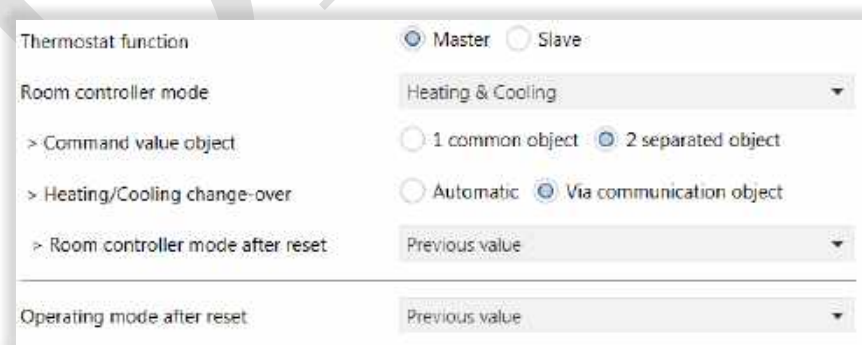 Thermostat function Master Slave
Room controller mode Heating & Cooling
> Command value object 1 common object 2 separated object
> Heating/Cooling change-over Automatic Via communication object
> Room controller mode after reset Previous value
Operating mode after reset Previous value